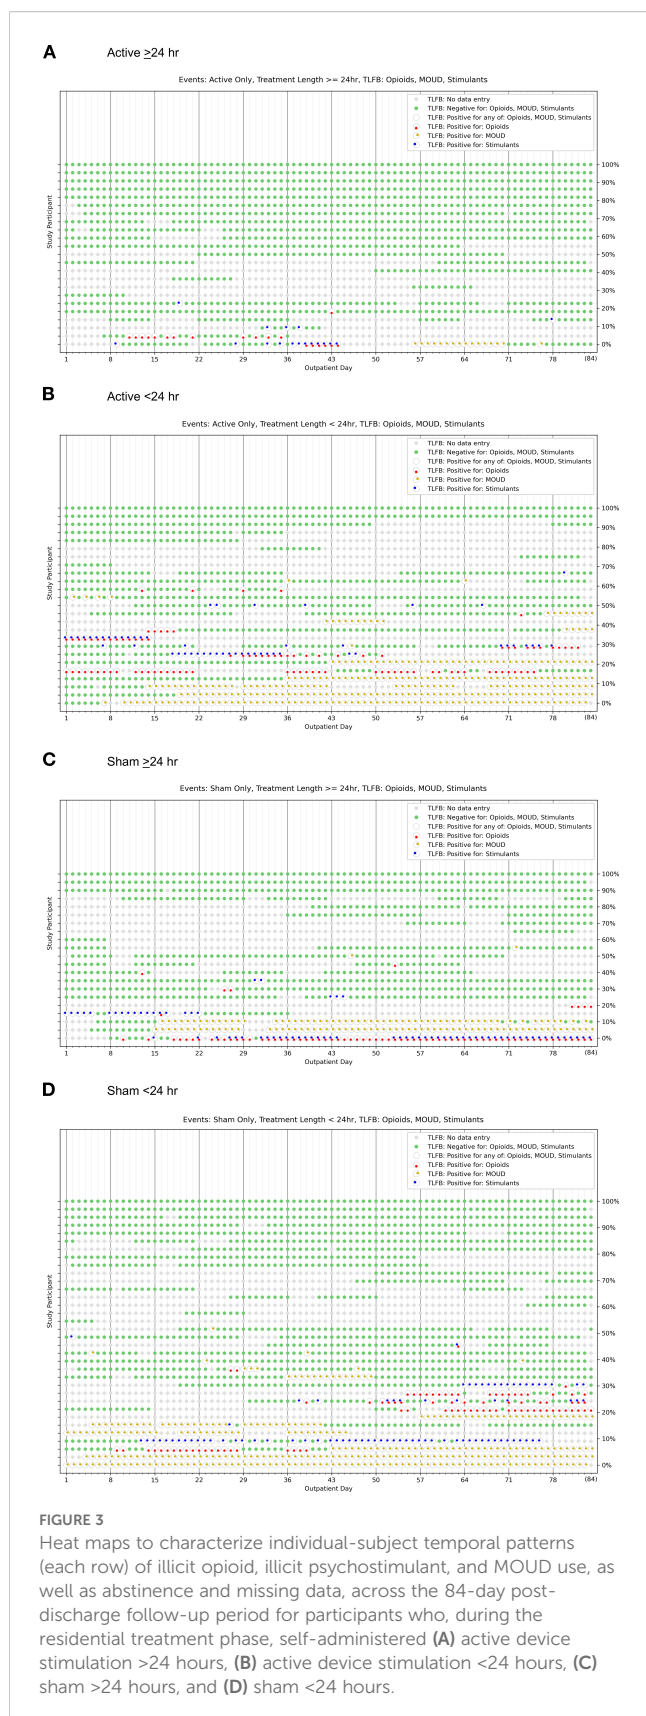 A Active ≥24 hr
Events: Active Only, Treatment Length >= 24hr, TLFB: Opioids, MOUD, Stimulants
TLFB: No data entry
TLFB: Negative for: Opioids, MOUD, Stimulants
TLFB: Positive for any of: Opioids, MOUD, Stimulants
TLFB: Positive for: Opioids
TLFB: Positive for: MOUD
TLFB: Positive for: Stimulants
Study Participant
100%
90%
80%
70%
60%
50%
40%
30%
20%
10%
0%
1 8 15 22 29 36 43 50 57 64 71 78 (84)
Outpatient Day
B Active <24 hr
Events: Active Only, Treatment Length < 24hr, TLFB: Opioids, MOUD, Stimulants
TLFB: No data entry
TLFB: Negative for: Opioids, MOUD, Stimulants
TLFB: Positive for any of: Opioids, MOUD, Stimulants
TLFB: Positive for: Opioids
TLFB: Positive for: MOUD
TLFB: Positive for: Stimulants
Study Participant
100%
90%
80%
70%
60%
50%
40%
30%
20%
10%
0%
1 8 15 22 29 36 43 50 57 64 71 78 (84)
Outpatient Day
C Sham ≥24 hr
Events: Sham Only, Treatment Length >= 24hr, TLFB: Opioids, MOUD, Stimulants
TLFB: No data entry
TLFB: Negative for: Opioids, MOUD, Stimulants
TLFB: Positive for any of: Opioids, MOUD, Stimulants
TLFB: Positive for: Opioids
TLFB: Positive for: MOUD
TLFB: Positive for: Stimulants
Study Participant
100%
90%
80%
70%
60%
50%
40%
30%
20%
10%
0%
1 8 15 22 29 36 43 50 57 64 71 78 (84)
Outpatient Day
D Sham <24 hr
Events: Sham Only, Treatment Length < 24hr, TLFB: Opioids, MOUD, Stimulants
TLFB: No data entry
TLFB: Negative for: Opioids, MOUD, Stimulants
TLFB: Positive for any of: Opioids, MOUD, Stimulants
TLFB: Positive for: Opioids
TLFB: Positive for: MOUD
TLFB: Positive for: Stimulants
Study Participant
100%
90%
80%
70%
60%
50%
40%
30%
20%
10%
0%
1 8 15 22 29 36 43 50 57 64 71 78 (84)
Outpatient Day
FIGURE 3
Heat maps to characterize individual-subject temporal patterns
(each row) of illicit opioid, illicit psychostimulant, and MOUD use, as
well as abstinence and missing data, across the 84-day post-
discharge follow-up period for participants who, during the
residential treatment phase, self-administered (A) active device
stimulation >24 hours, (B) active device stimulation <24 hours, (C)
sham >24 hours, and (D) sham <24 hours.